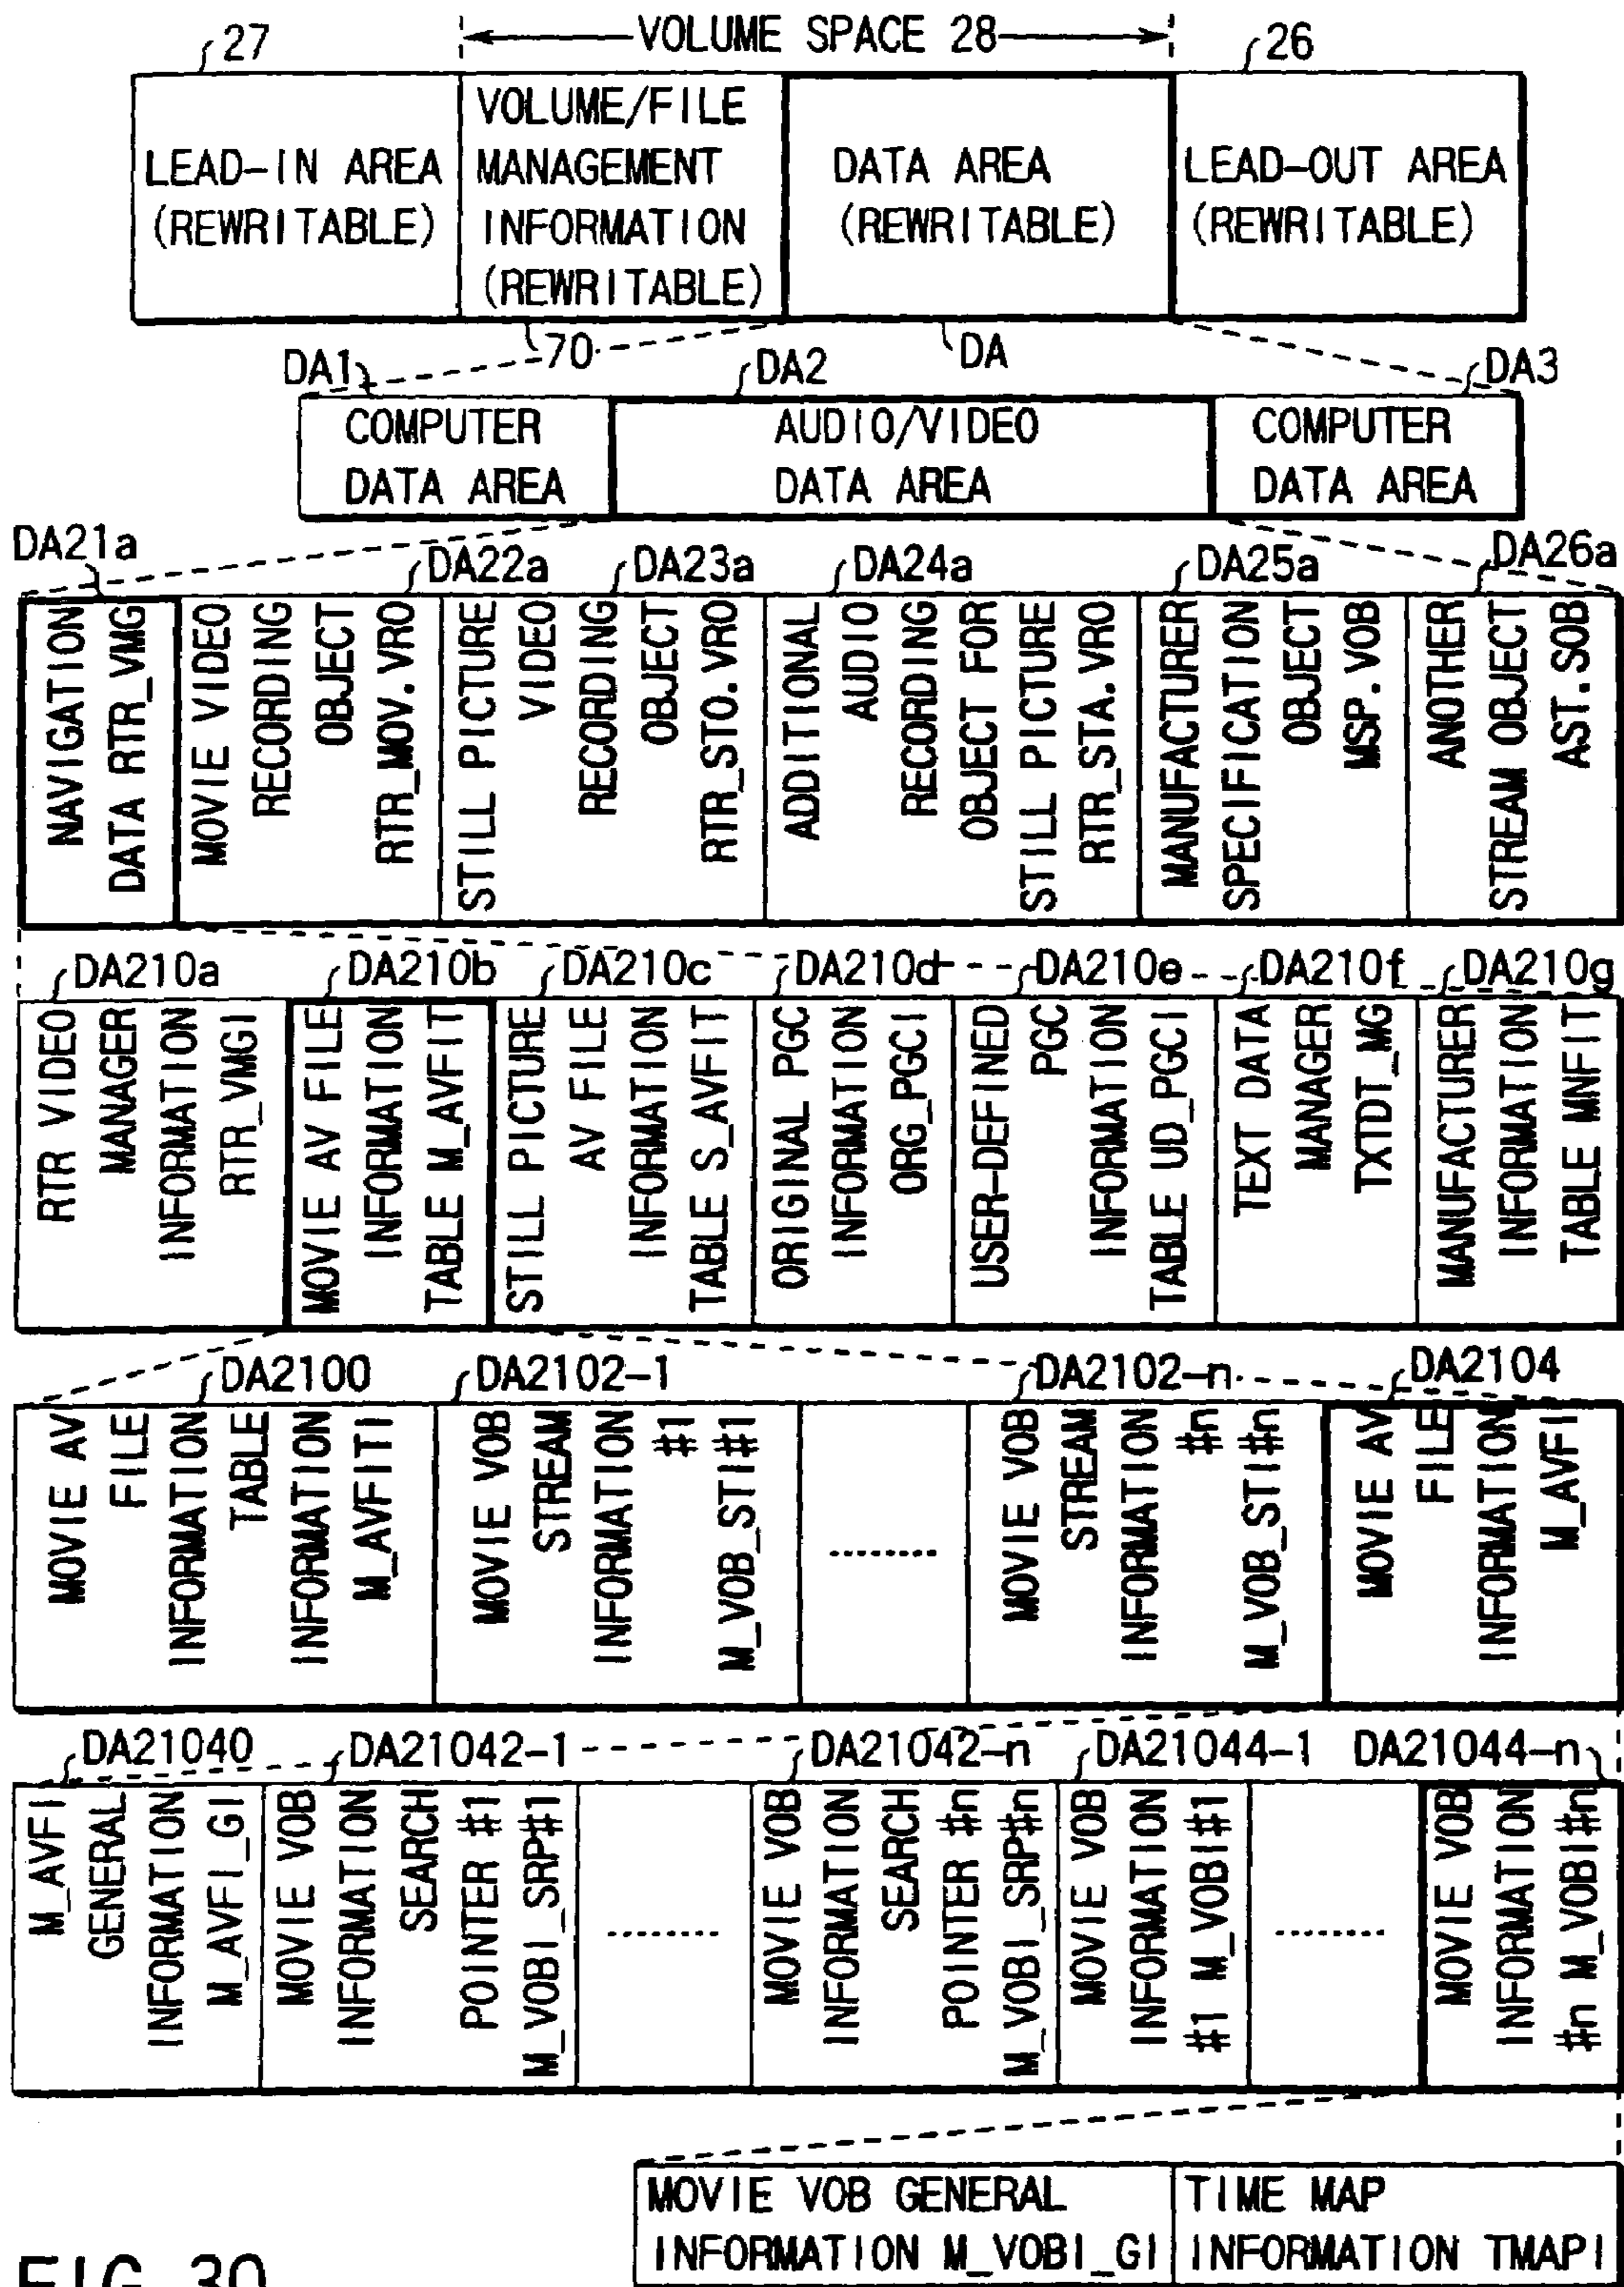 27
VOLUME SPACE 28
26
LEAD-IN AREA
(REWRITABLE)
VOLUME/FILE
MANAGEMENT
INFORMATION
(REWRITABLE)
DATA AREA
(REWRITABLE)
LEAD-OUT AREA
(REWRITABLE)
70
DA
DA1
DA2
DA3
COMPUTER
DATA AREA
AUDIO/VIDEO
DATA AREA
COMPUTER
DATA AREA
DA21a
DA22a
DA23a
DA24a
DA25a
DA26a
NAVIGATION
DATA RTR_VMG
MOVIE VIDEO
RECORDING
OBJECT
RTR_MOV.VRO
STILL PICTURE
VIDEO
RECORDING
OBJECT
RTR_STO.VRO
ADDITIONAL
AUDIO
RECORDING
OBJECT FOR
STILL PICTURE
RTR_STA.VRO
MANUFACTURER
SPECIFICATION
OBJECT
MSP.VOB
ANOTHER
STREAM OBJECT
AST.SOB
DA210a
DA210b
DA210c
DA210d
DA210e
DA210f
DA210g
RTR VIDEO
MANAGER
INFORMATION
RTR_VMGI
MOVIE AV FILE
INFORMATION
TABLE M_AVFIT
STILL PICTURE
AV FILE
INFORMATION
TABLE S_AVFIT
ORIGINAL PGC
INFORMATION
ORG_PGCI
USER-DEFINED
PGC
INFORMATION
TABLE UD_PGCI
TEXT DATA
MANAGER
TXTDT_MG
MANUFACTURER
INFORMATION
TABLE MNFIT
DA2100
DA2102-1
DA2102-n
DA2104
MOVIE AV
FILE
INFORMATION
TABLE
INFORMATION
M_AVFITI
MOVIE VOB
STREAM
INFORMATION
#1
M_VOB_STI#1
.........
MOVIE VOB
STREAM
INFORMATION
#n
M_VOB_STI#n
MOVIE AV
FILE
INFORMATION
M_AVFI
DA21040
DA21042-1
DA21042-n
DA21044-1
DA21044-n
M_AVFI
GENERAL
INFORMATION
M_AVFI_GI
MOVIE VOB
INFORMATION
SEARCH
POINTER #1
M_VOBI_SRP#1
.........
MOVIE VOB
INFORMATION
SEARCH
POINTER #n
M_VOBI_SRP#n
MOVIE VOB
INFORMATION
#1 M_VOBI#1
.........
MOVIE VOB
INFORMATION
#n M_VOBI#n
MOVIE VOB GENERAL
INFORMATION M_VOBI_GI
TIME MAP
INFORMATION TMAPI
FIG. 30